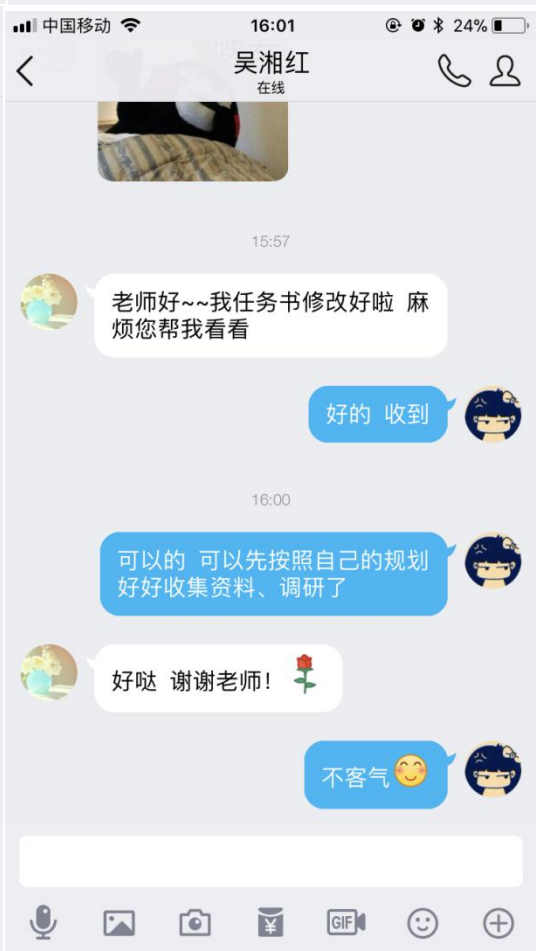 中国移动 16:01 24%
吴湘红
在线
15:57
老师好~~我任务书修改好啦 麻
烦您帮我看看
好的 收到
16:00
可以的 可以先按照自己的规划
好好收集资料、调研了
好哒 谢谢老师!
不客气
GIF